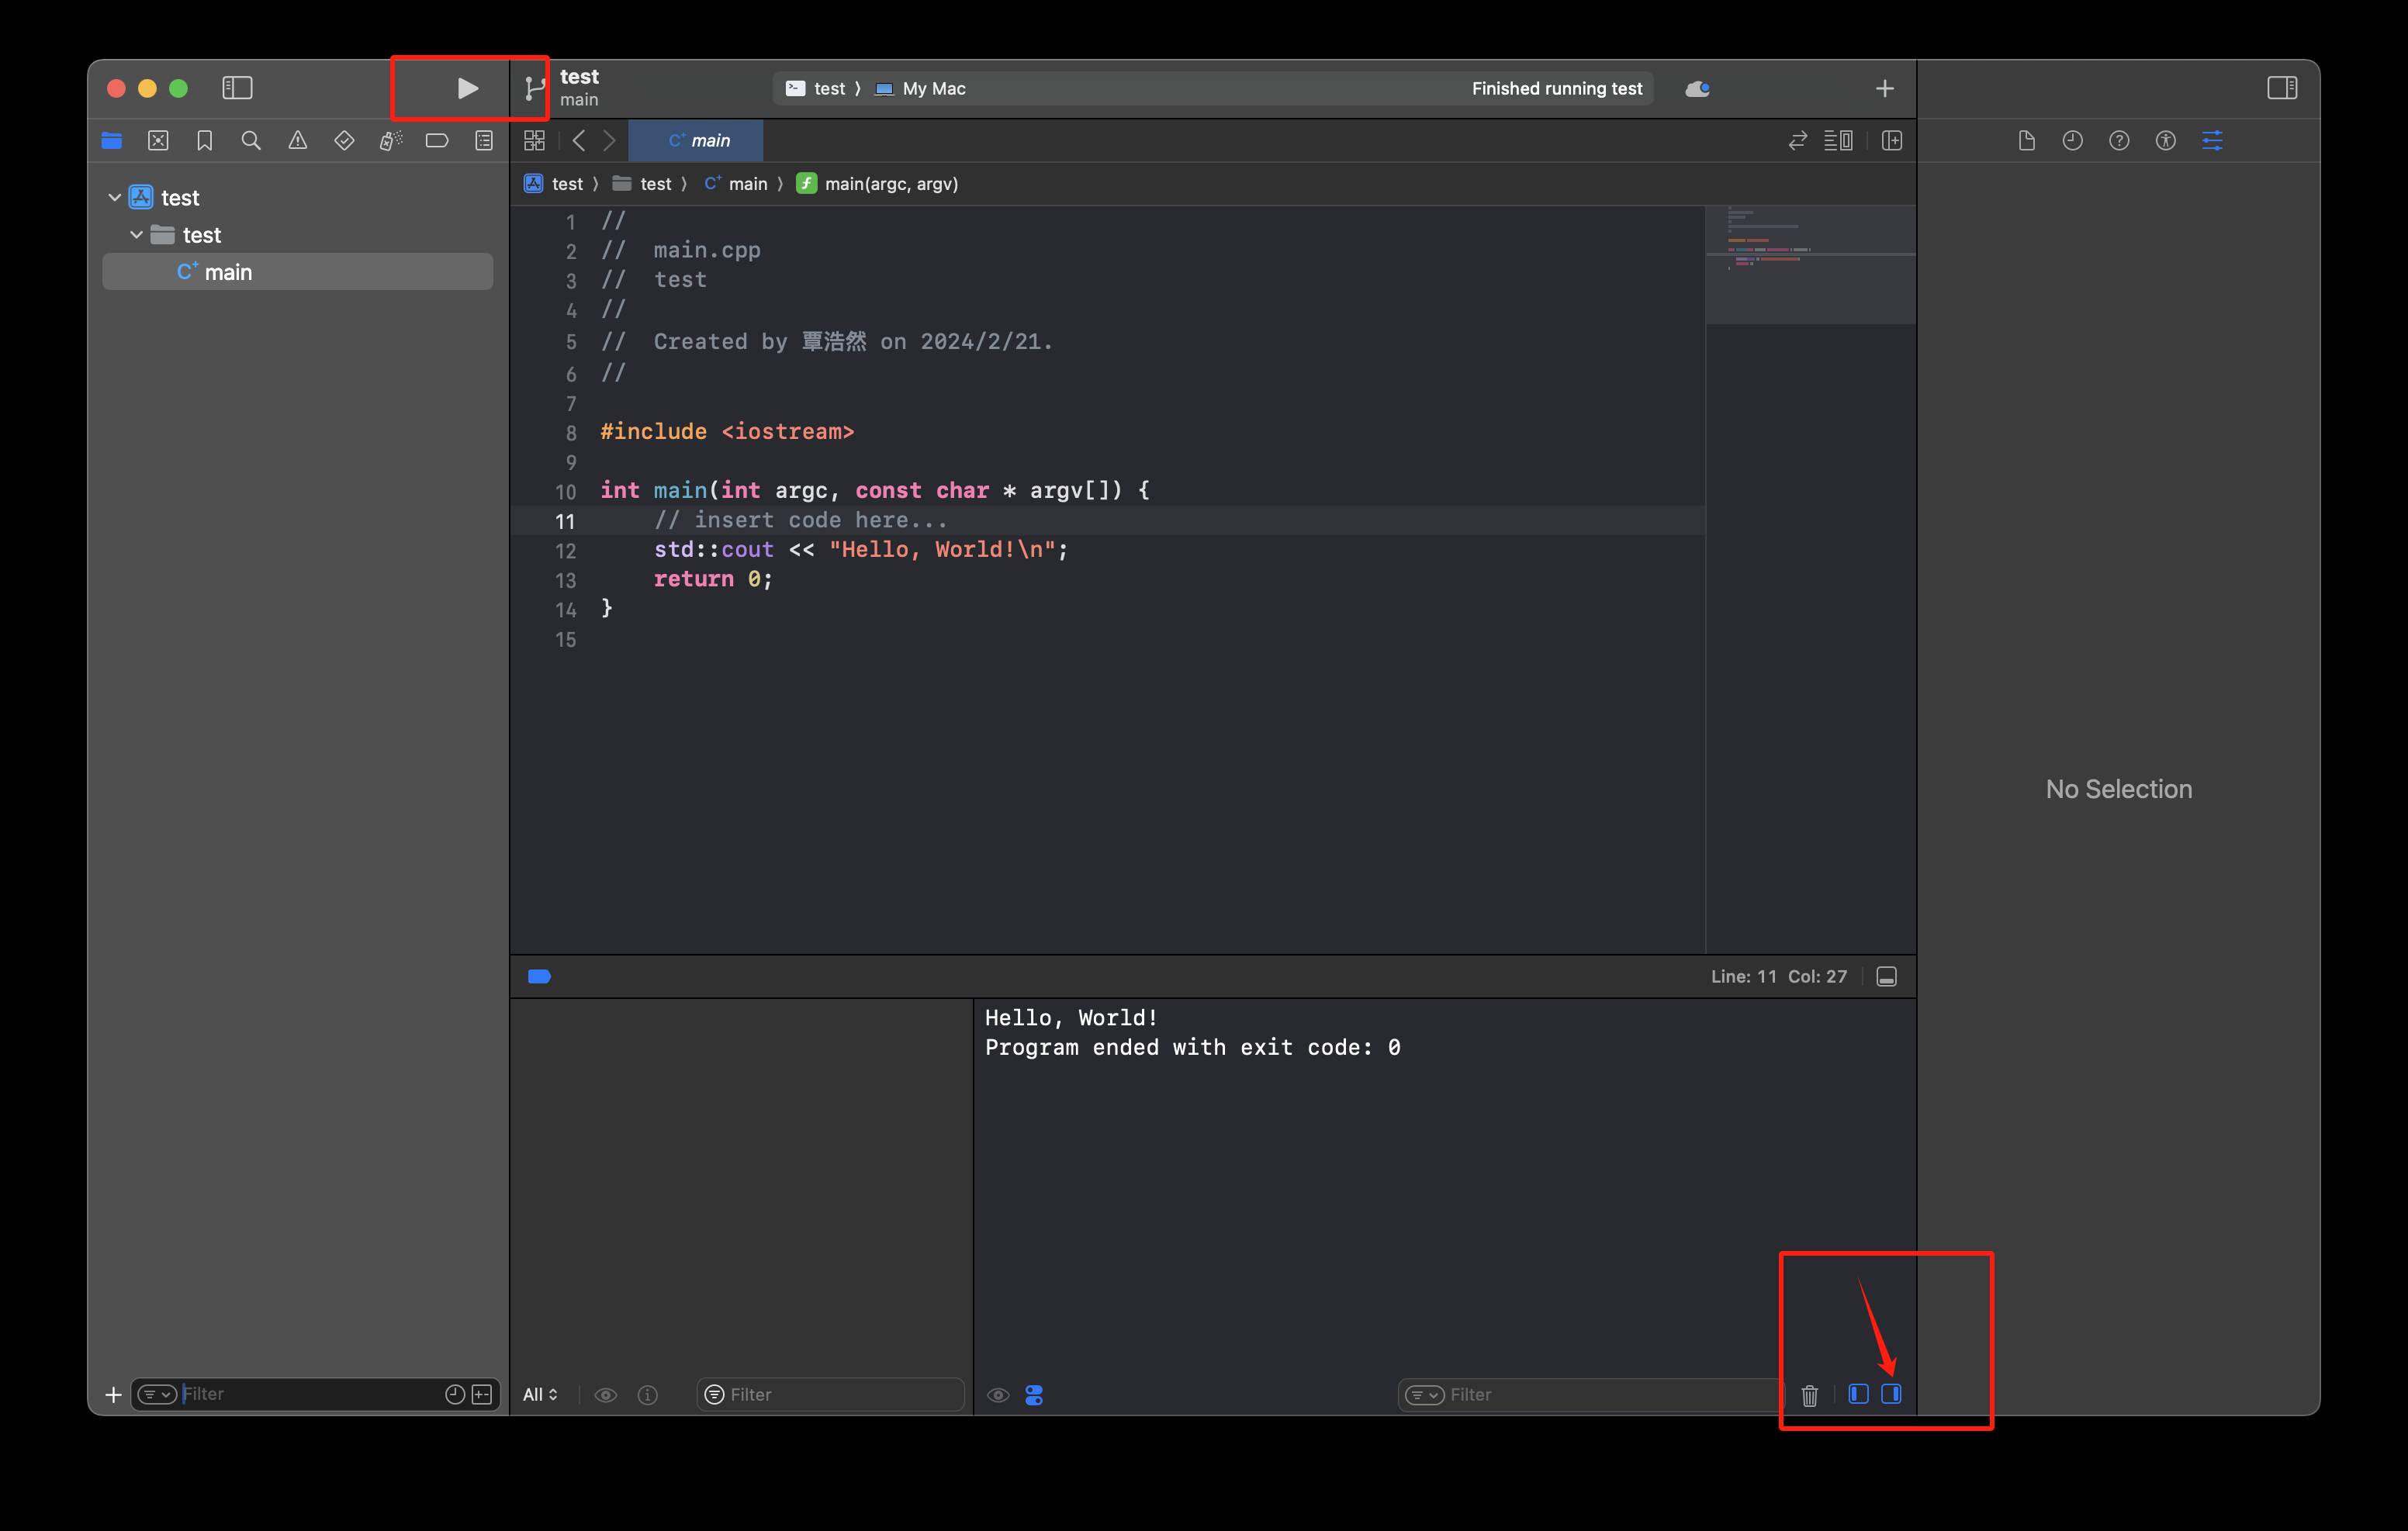 test
main
test 〉 My Mac
Finished running test
main
test
test
main
test 〉 test 〉 main 〉 main(argc, argv)
1 //
2 //  main.cpp
3 //  test
4 //
5 //  Created by 覃浩然 on 2024/2/21.
6 //
7
8 #include <iostream>
9
10 int main(int argc, const char * argv[]) {
11     // insert code here...
12     std::cout << "Hello, World!\n";
13     return 0;
14 }
15
No Selection
Line: 11 Col: 27
Hello, World!
Program ended with exit code: 0
Filter
All
Filter
Filter